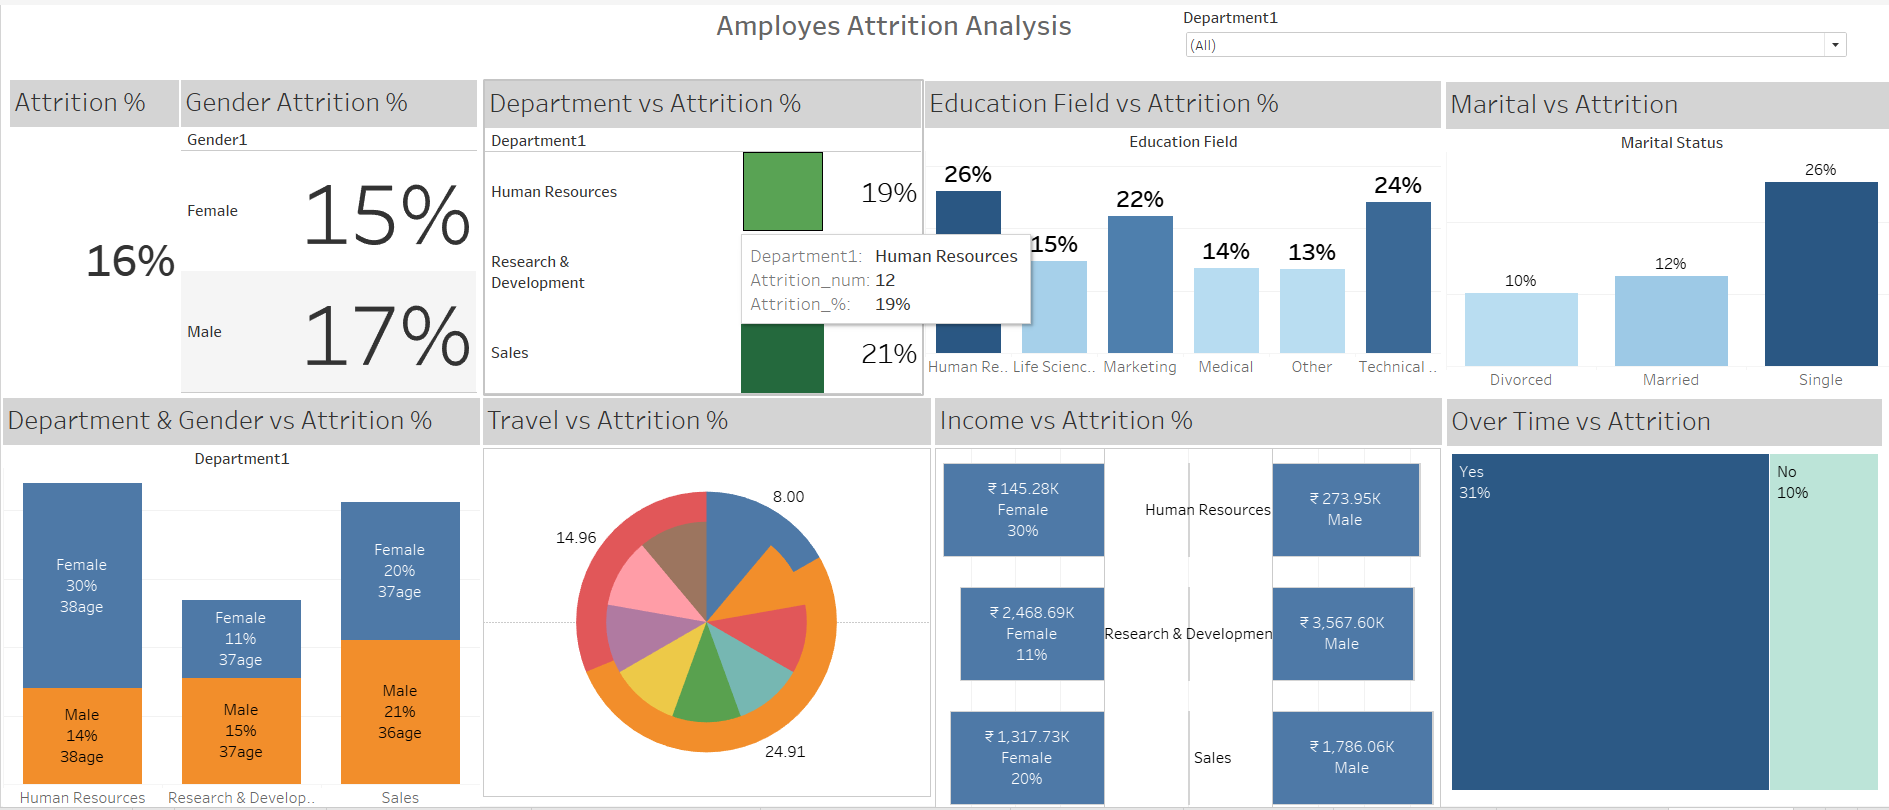 Ampoyes Attrition Analysis
Department1
(All)
Attrition %
16%
Gender Attrition %
Gender1
Female
15%
Male
17%
Department vs Attrition %
Department1
Human Resources
19%
Research &
Development
Sales
21%
Department1: Human Resources
Attrition_num: 12
Attrition_%: 19%
Education Field vs Attrition %
Education Field
26%
15%
22%
14%
13%
24%
Human Re..
Life Scienc..
Marketing
Medical
Other
Technical ..
Marital vs Attrition
Marital Status
10%
12%
26%
Divorced
Married
Single
Department & Gender vs Attrition %
Department1
Female
30%
38age
Male
14%
38age
Female
11%
37age
Male
15%
37age
Female
20%
37age
Male
21%
36age
Human Resources
Research & Develop..
Sales
Travel vs Attrition %
8.00
14.96
24.91
Income vs Attrition %
₹ 145.28K
Female
30%
Human Resources
₹ 273.95K
Male
₹ 2,468.69K
Female
11%
Research & Developmen
₹ 3,567.60K
Male
₹ 1,317.73K
Female
20%
Sales
₹ 1,786.06K
Male
Over Time vs Attrition
Yes
31%
No
10%